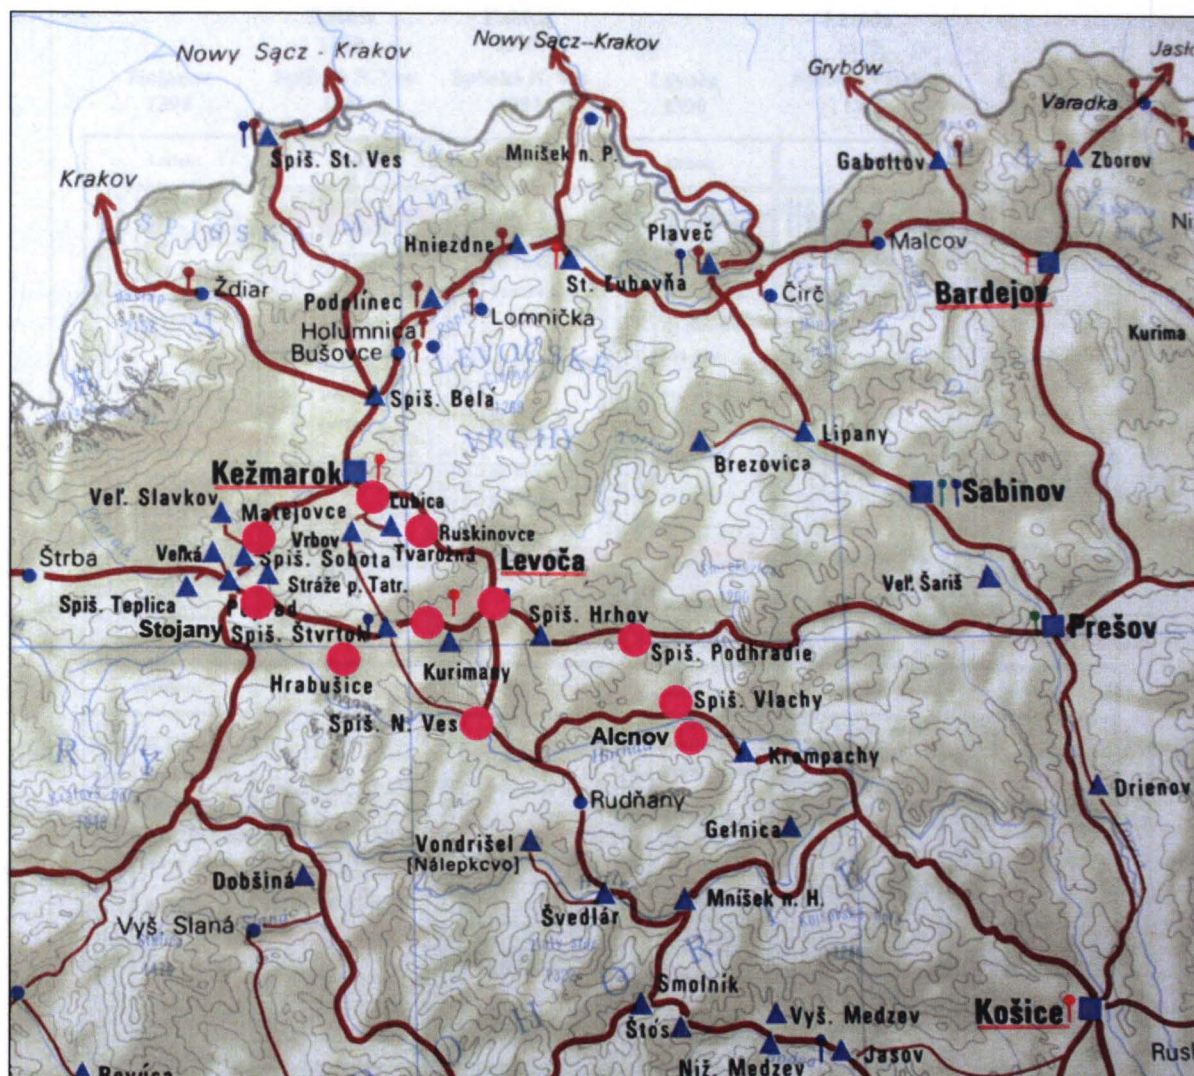 Nowy Sącz - Krakov
Nowy Sącz--Krakov
Grybów
Jasło
Varadka
Spiš. St. Ves
Mníšek n. P.
Gaboltov
Zborov
Krakov
Hniezdne
Plaveč
Malcov
St. Ľubovňa
Ždiar
Podolínec
Čirč
Bardejov
Holumnica
Lomnička
Bušovce
Kurima
LEVOČSKÉ
VRCHY
Spiš. Belá
Lipany
Brezovica
Kežmarok
Sabinov
Veľ. Slavkov
Ľubica
Matejovce
Ruskinovce
Vrbov
Tvarožná
Levoča
Štrba
Veľká
Spiš. Sobota
Veľ. Šariš
Stráže p. Tatr.
Spiš. Teplica
Spiš. Hrhov
Prešov
Stojany
Spiš. Štvrtok
Spiš. Podhradie
Kurimany
Hrabušice
Spiš. Vlachy
Spiš. N. Ves
Alcnov
Krompachy
Drienov
Rudňany
Gelnica
Vondrišel
[Nálepkcvo]
Dobšiná
Mníšek n. H.
Švedlár
Vyš. Slaná
Smolník
Vyš. Medzev
Košice
Štós
Jasov
Niž. Medzev